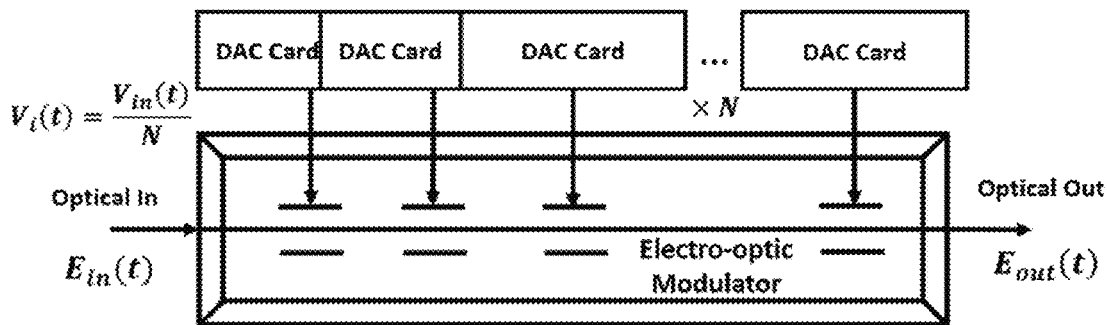 DAC Card DAC Card DAC Card ... DAC Card
× N
V_i(t) = V_in(t) / N
Optical In
Optical Out
E_in(t)
Electro-optic
Modulator
E_out(t)